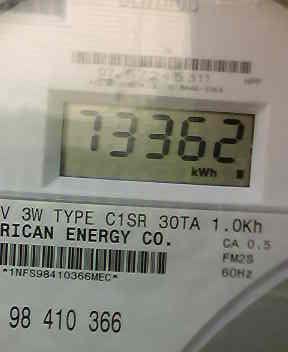 73362
kWh
V 3W TYPE C1SR 30TA 1.0Kh
RICAN ENERGY CO.
CA 0.5
FM2S
60Hz
*1NFS98410366MEC*
98 410 366